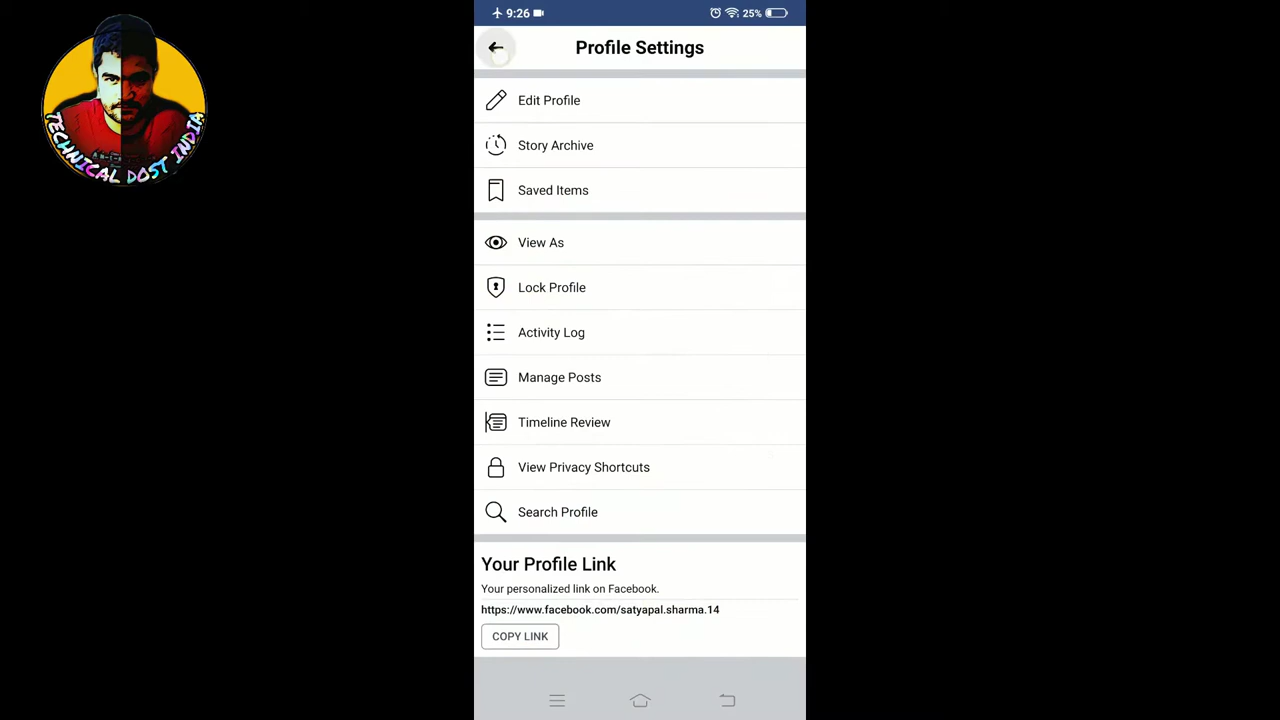 TECHNICAL DOST INDIA
9:26
25%
Profile Settings
Edit Profile
Story Archive
Saved Items
View As
Lock Profile
Activity Log
Manage Posts
Timeline Review
View Privacy Shortcuts
Search Profile
Your Profile Link
Your personalized link on Facebook.
https://www.facebook.com/satyapal.sharma.14
COPY LINK